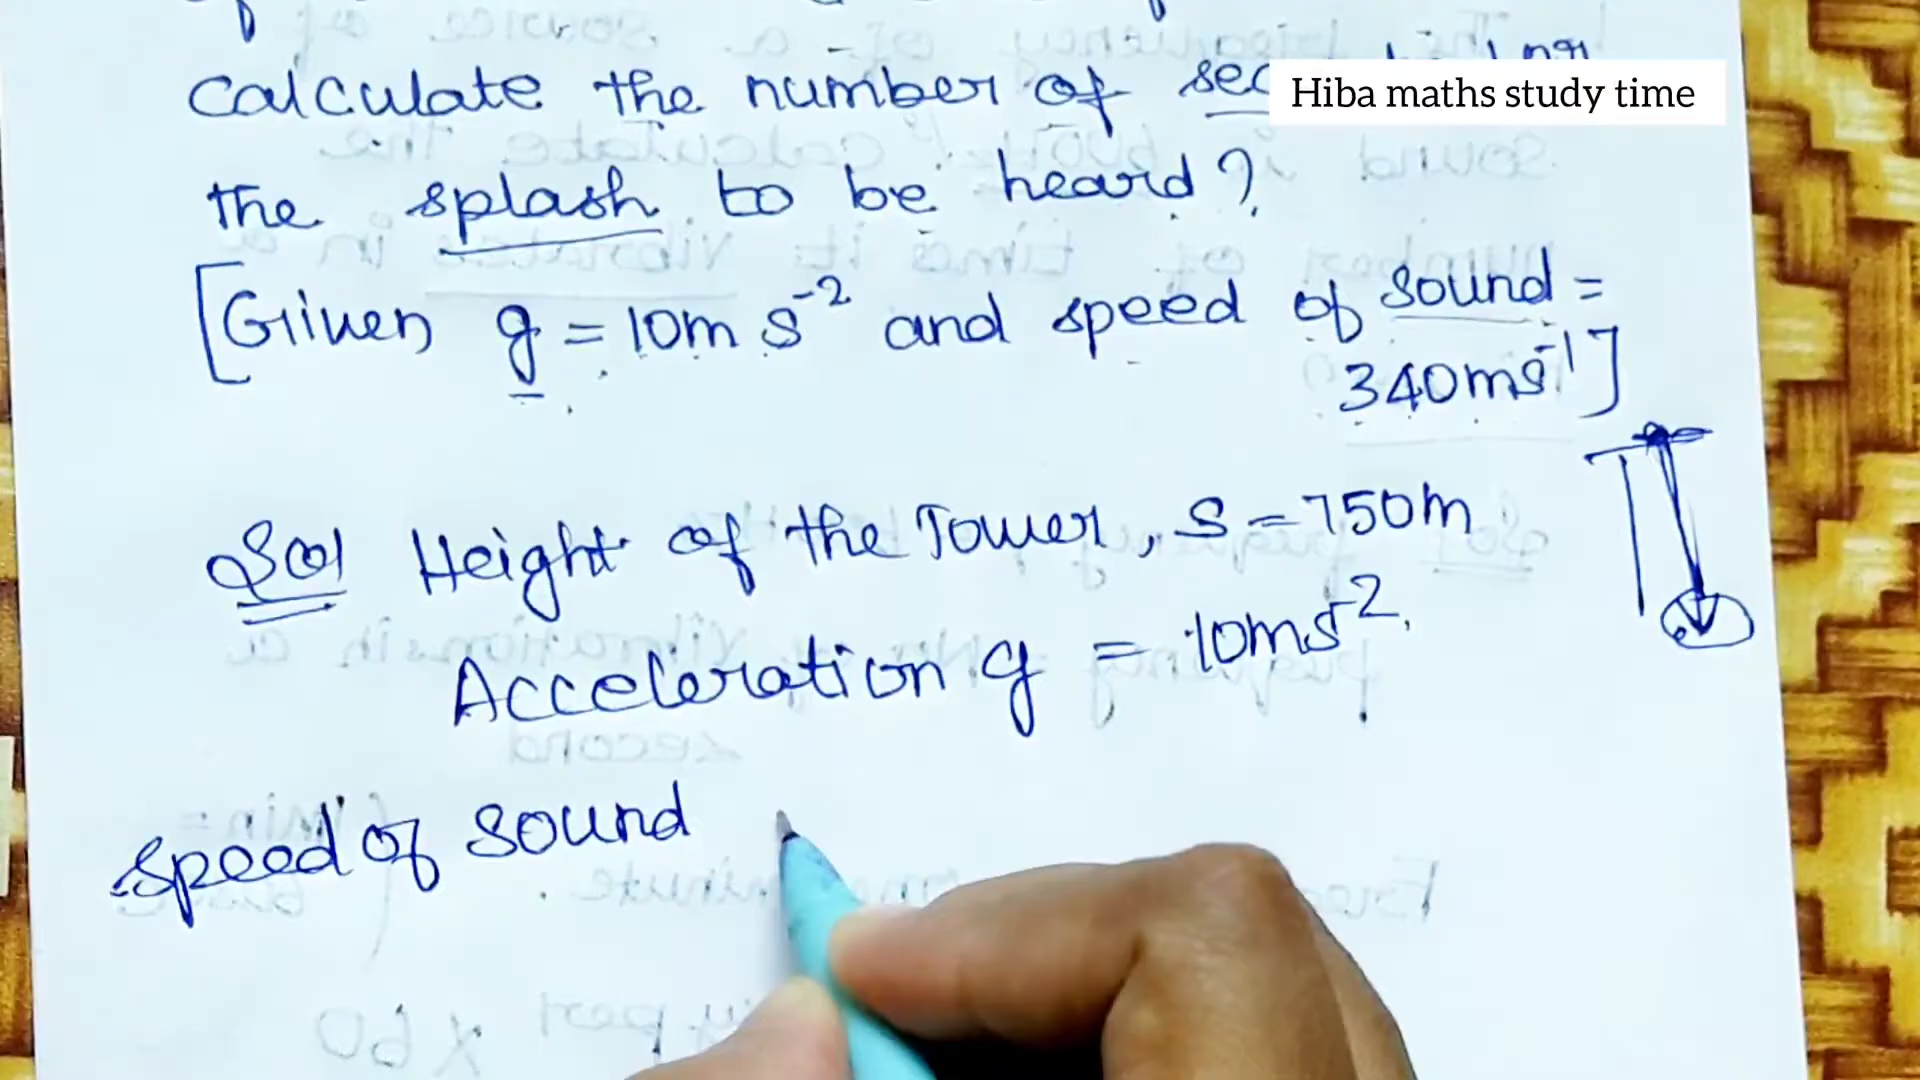 Calculate the number of
Hiba maths study time
the splash to be heard?
[Given g = 10m s⁻² and speed of sound =
340ms⁻¹]
Sol Height of the Tower, S = 750m
Acceleration g = 10ms⁻².
speed of sound